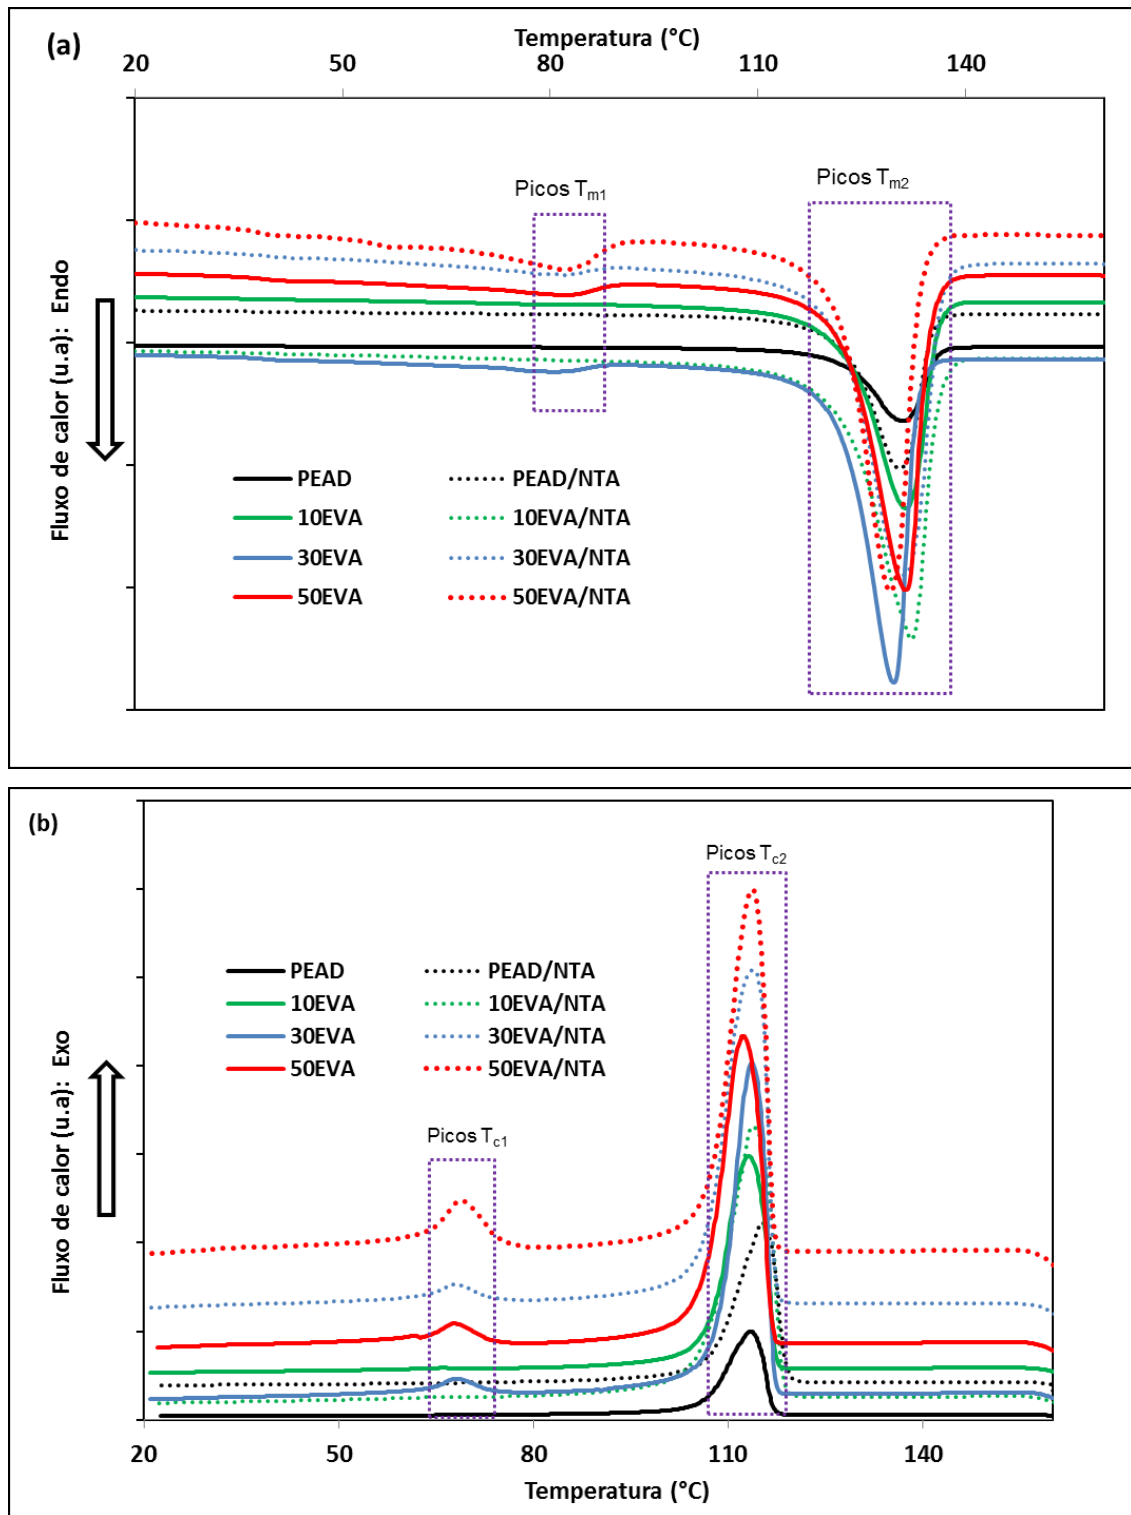 (a)
Temperatura (°C)
20 50 80 110 140
Picos Tm1
Picos Tm2
Fluxo de calor (u.a): Endo
PEAD PEAD/NTA
10EVA 10EVA/NTA
30EVA 30EVA/NTA
50EVA 50EVA/NTA
(b)
Picos Tc2
PEAD PEAD/NTA
10EVA 10EVA/NTA
30EVA 30EVA/NTA
50EVA 50EVA/NTA
Fluxo de calor (u.a): Exo
Picos Tc1
20 50 80 110 140
Temperatura (°C)